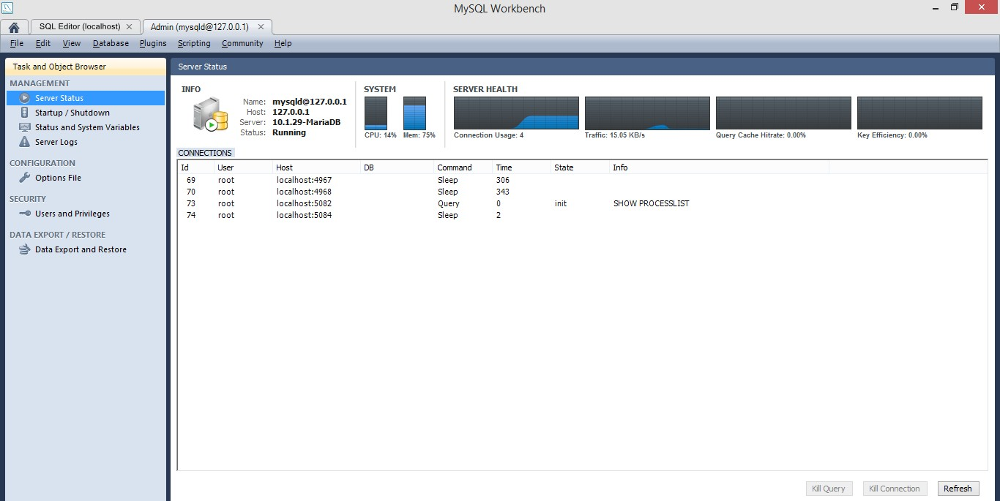 MySQL Workbench
SQL Editor (localhost)
Admin (mysqld@127.0.0.1)
File Edit View Database Plugins Scripting Community Help
Task and Object Browser
MANAGEMENT
Server Status
Startup / Shutdown
Status and System Variables
Server Logs
CONFIGURATION
Options File
SECURITY
Users and Privileges
DATA EXPORT / RESTORE
Data Export and Restore
Server Status
INFO
Name: mysqld@127.0.0.1
Host: 127.0.0.1
Server: 10.1.29-MariaDB
Status: Running
SYSTEM
CPU: 14% Mem: 75%
SERVER HEALTH
Connection Usage: 4 Traffic: 15.05 KB/s Query Cache Hitrate: 0.00% Key Efficiency: 0.00%
CONNECTIONS
Id User Host DB Command Time State Info
69 root localhost:4967 Sleep 306
70 root localhost:4968 Sleep 343
73 root localhost:5082 Query 0 init SHOW PROCESSLIST
74 root localhost:5084 Sleep 2
Kill Query Kill Connection Refresh